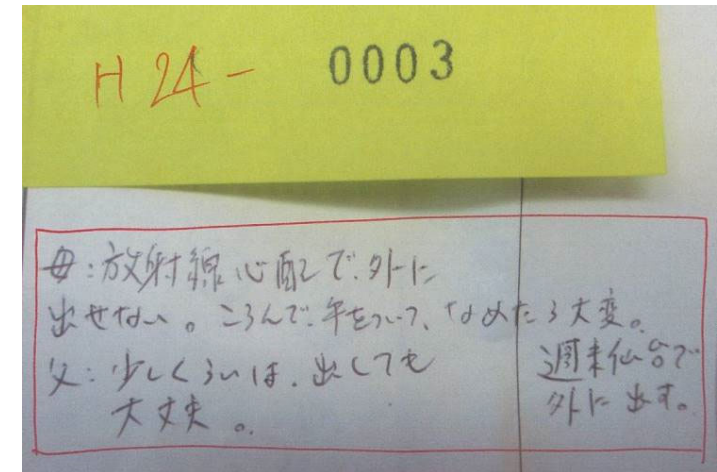 H24- 0003
母:放射線心配で、外に
出せない。ころんで、手をついて、なめたら大変。
父:少しくらいは、出しても
大丈夫。
週末仙台で
外に出す。